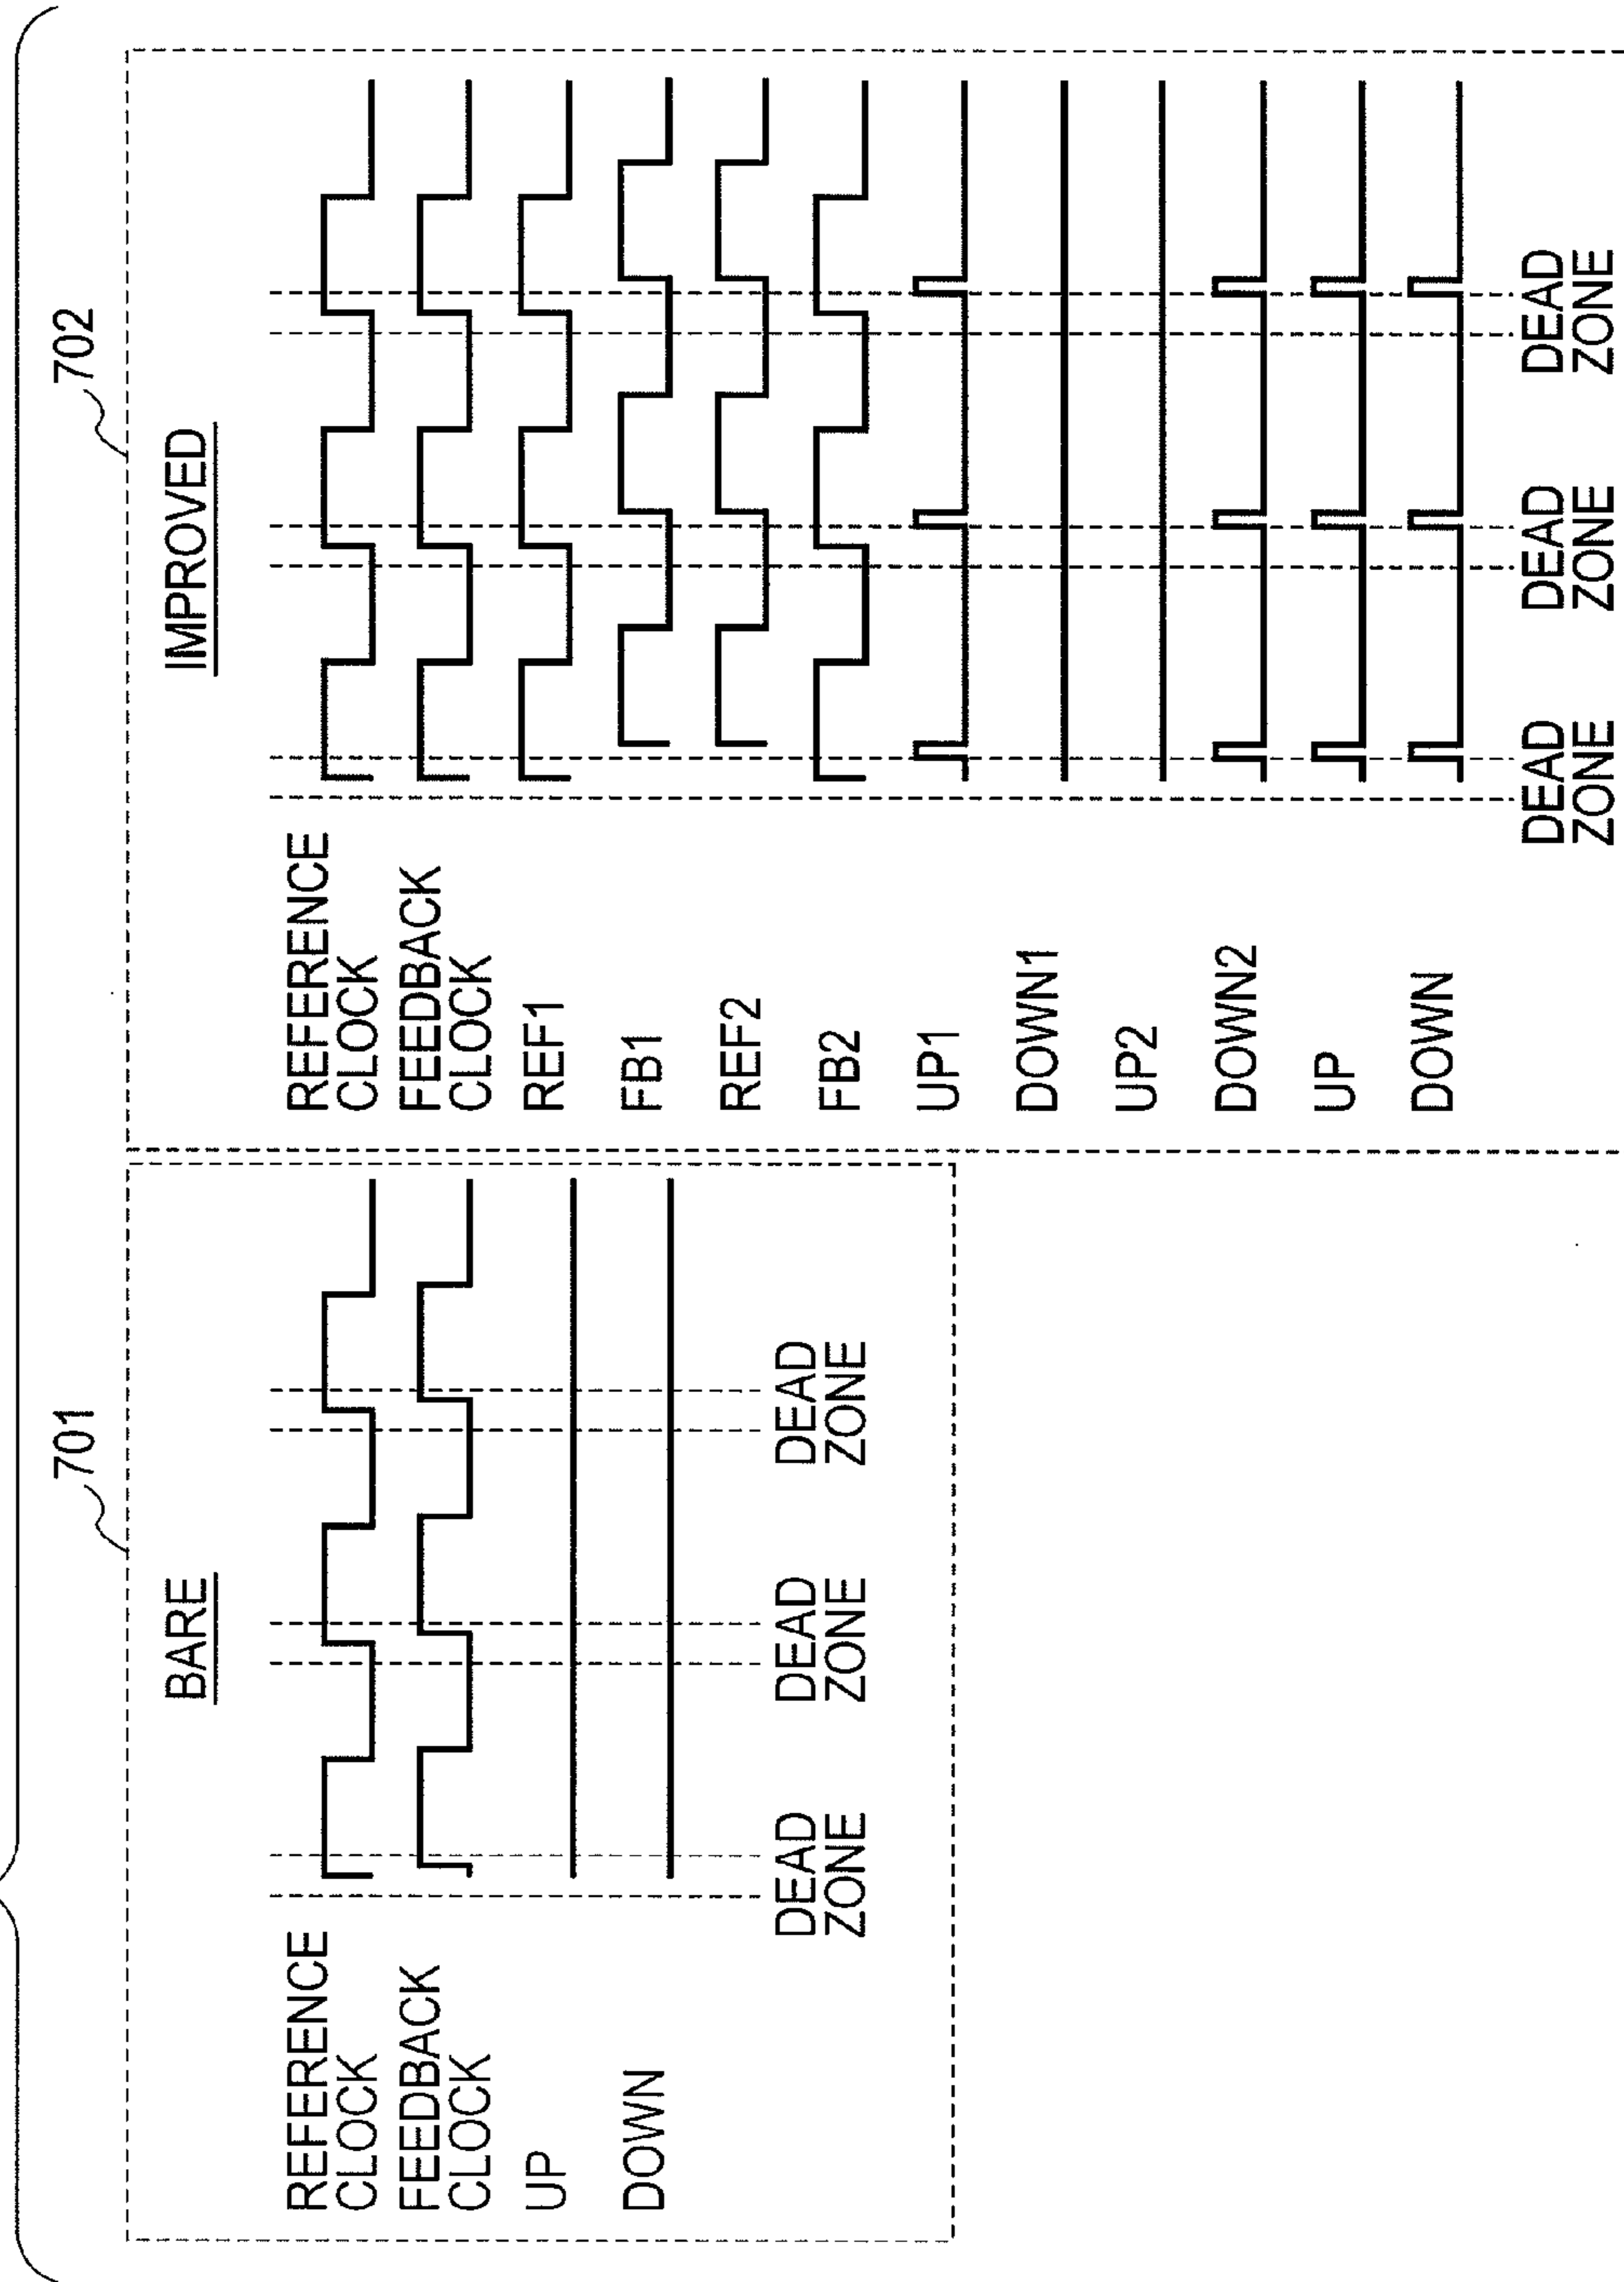 701
BARE
REFERENCE
CLOCK
FEEDBACK
CLOCK
UP
DOWN
DEAD
ZONE
DEAD
ZONE
DEAD
ZONE
702
IMPROVED
REFERENCE
CLOCK
FEEDBACK
CLOCK
REF1
FB1
REF2
FB2
UP1
DOWN1
UP2
DOWN2
UP
DOWN
DEAD
ZONE
DEAD
ZONE
DEAD
ZONE